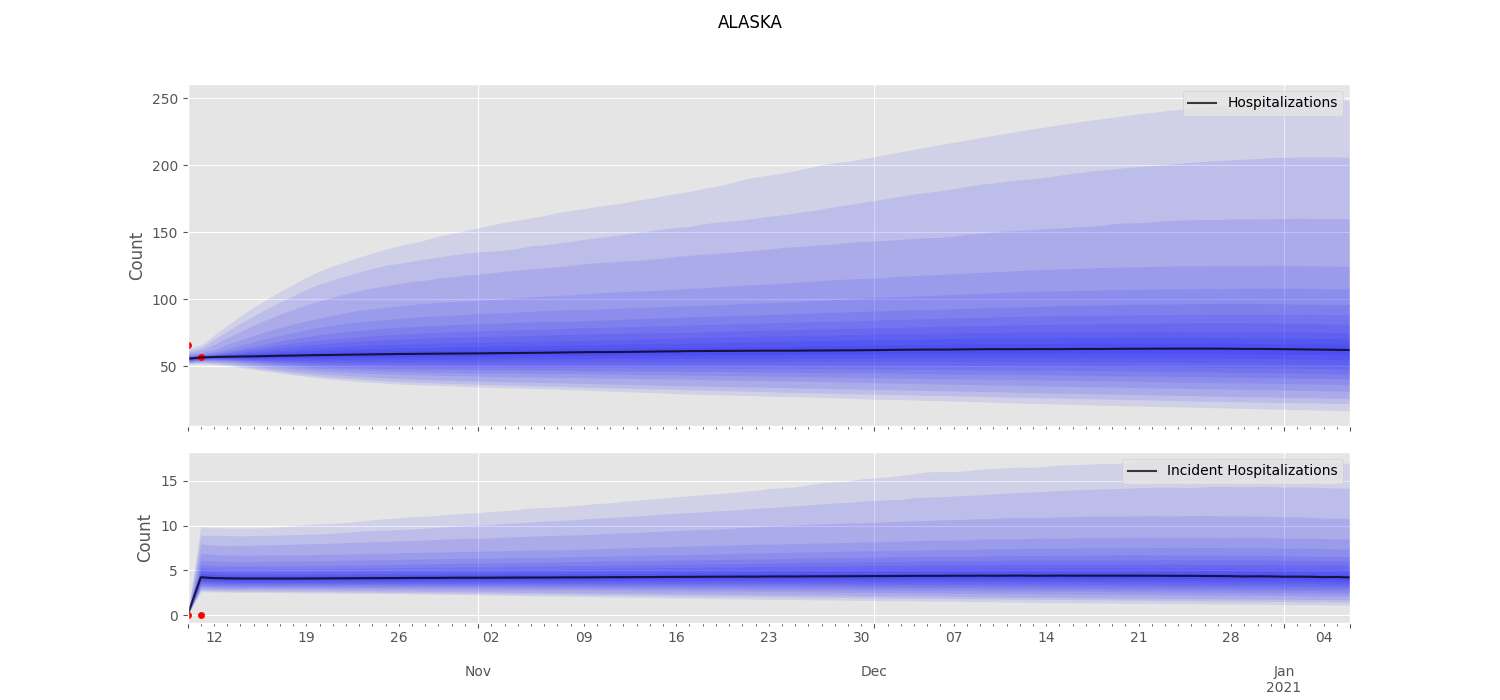 ALASKA
Hospitalizations
250
200
150
100
50
Count
Incident Hospitalizations
15
10
5
0
Count
12 19 26 02 09 16 23 30 07 14 21 28 04
Nov Dec Jan
2021